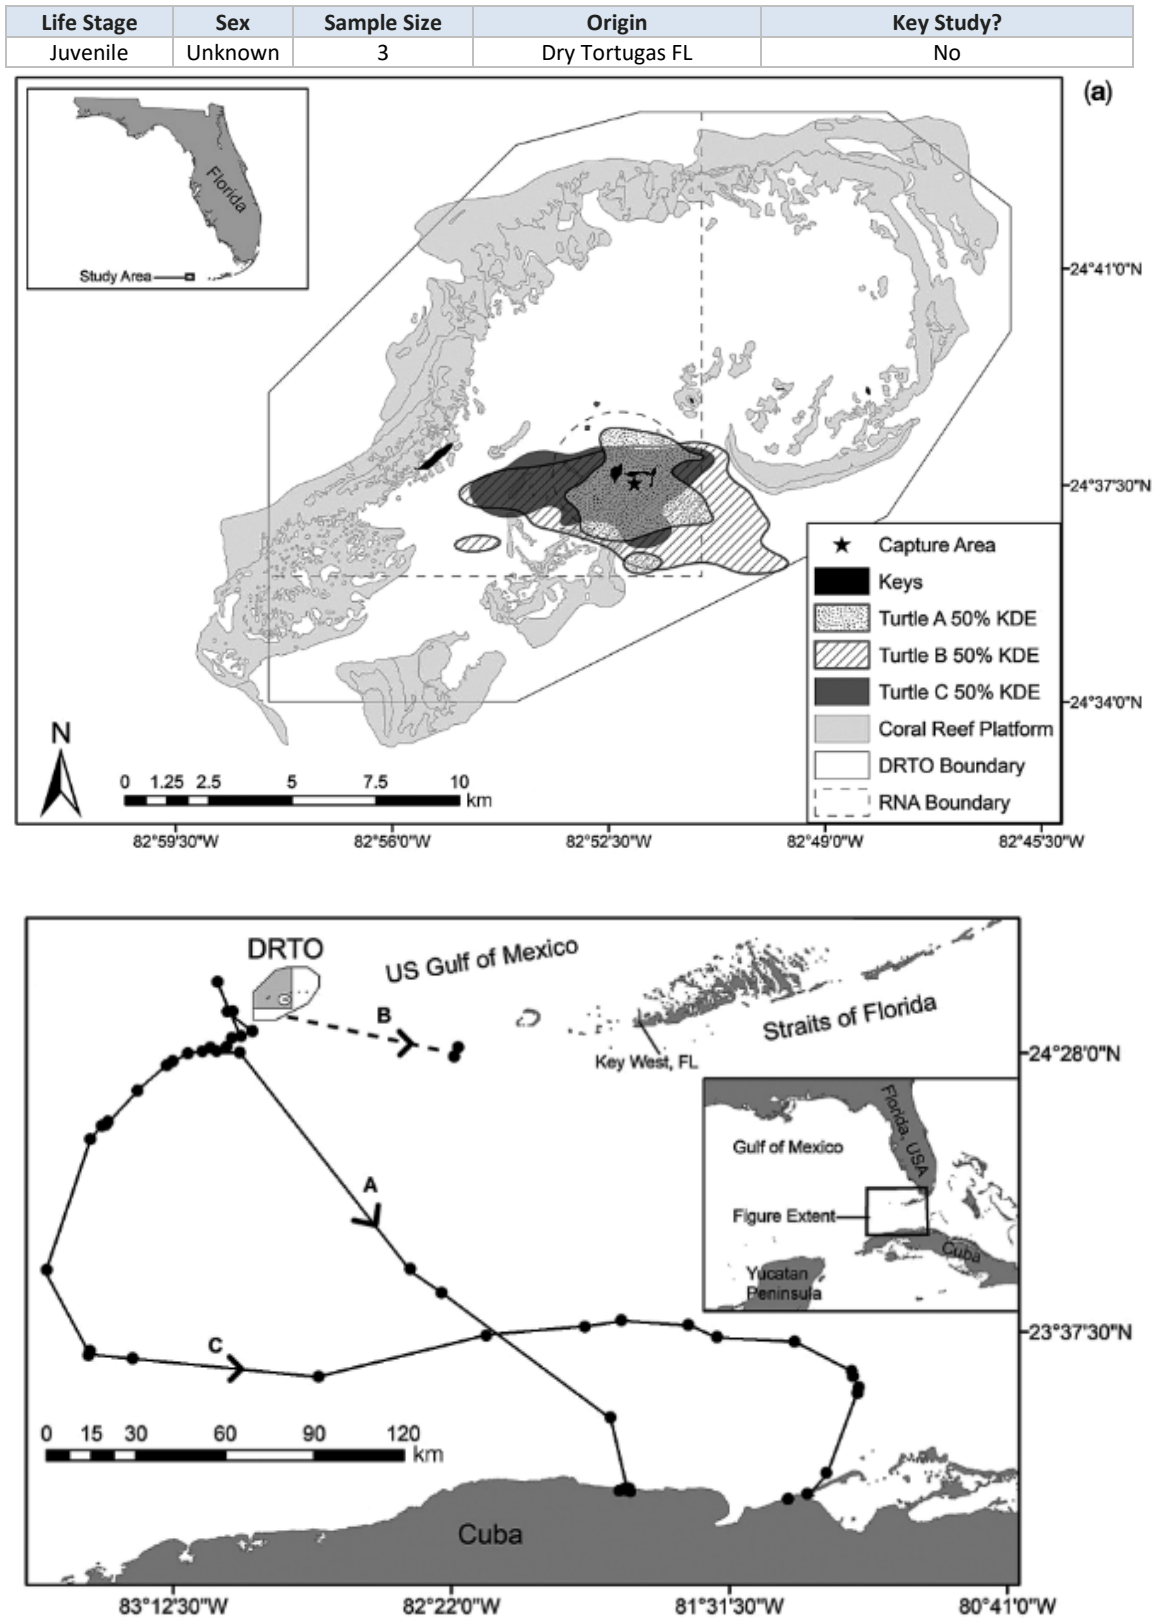 Life Stage Sex Sample Size Origin Key Study?
Juvenile Unknown 3 Dry Tortugas FL No
(a)
Florida
Study Area
24°41'0"N
24°37'30"N
24°34'0"N
Capture Area
Keys
Turtle A 50% KDE
Turtle B 50% KDE
Turtle C 50% KDE
Coral Reef Platform
DRTO Boundary
RNA Boundary
N
0 1.25 2.5 5 7.5 10
km
82°59'30"W 82°56'0"W 82°52'30"W 82°49'0"W 82°45'30"W
DRTO
US Gulf of Mexico
Straits of Florida
B
Key West, FL
24°28'0"N
Florida, USA
Gulf of Mexico
Figure Extent
Cuba
Yucatan
Peninsula
A
C
23°37'30"N
0 15 30 60 90 120
km
Cuba
83°12'30"W 82°22'0"W 81°31'30"W 80°41'0"W